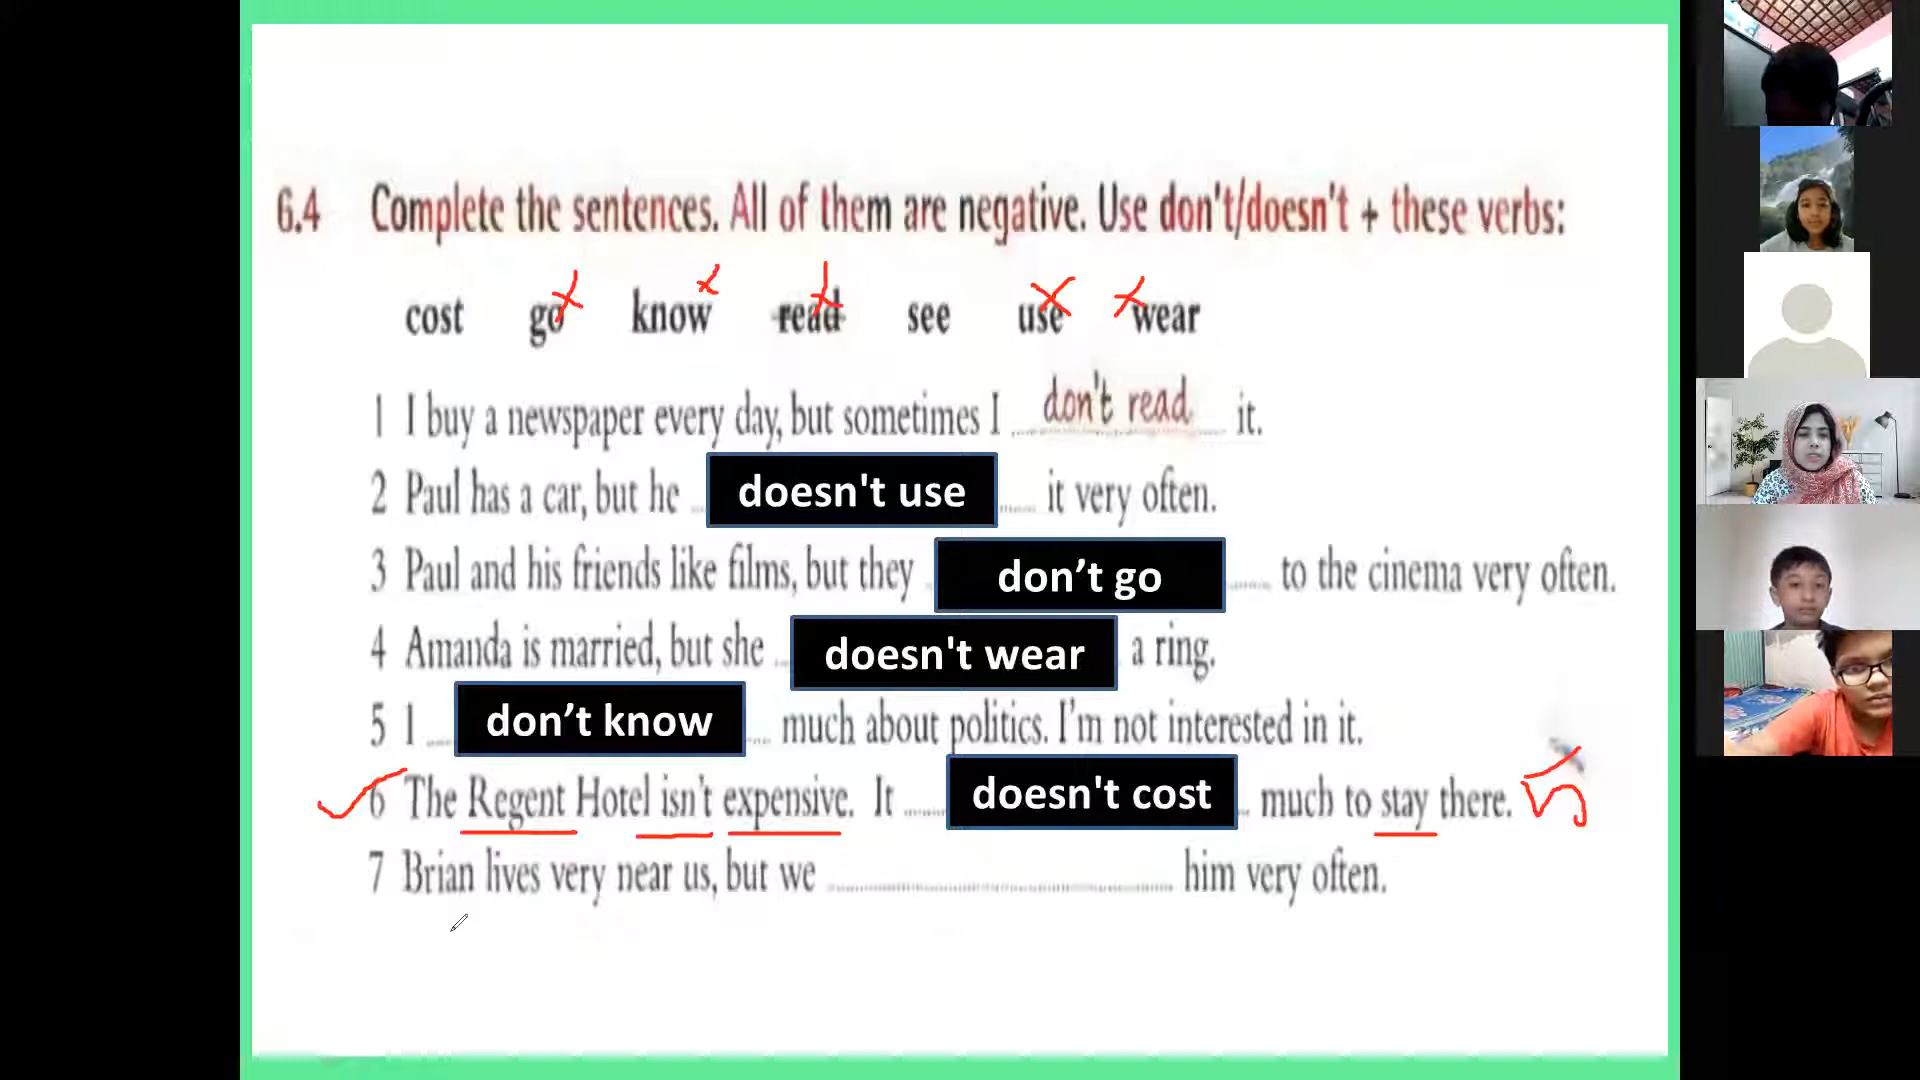 6.4 Complete the sentences. All of them are negative. Use don't/doesn't + these verbs:
cost go know read see use wear
1 I buy a newspaper every day, but sometimes I don't read it.
2 Paul has a car, but he doesn't use it very often.
3 Paul and his friends like films, but they don’t go to the cinema very often.
4 Amanda is married, but she doesn't wear a ring.
5 I don’t know much about politics. I'm not interested in it.
6 The Regent Hotel isn't expensive. It doesn't cost much to stay there.
7 Brian lives very near us, but we him very often.